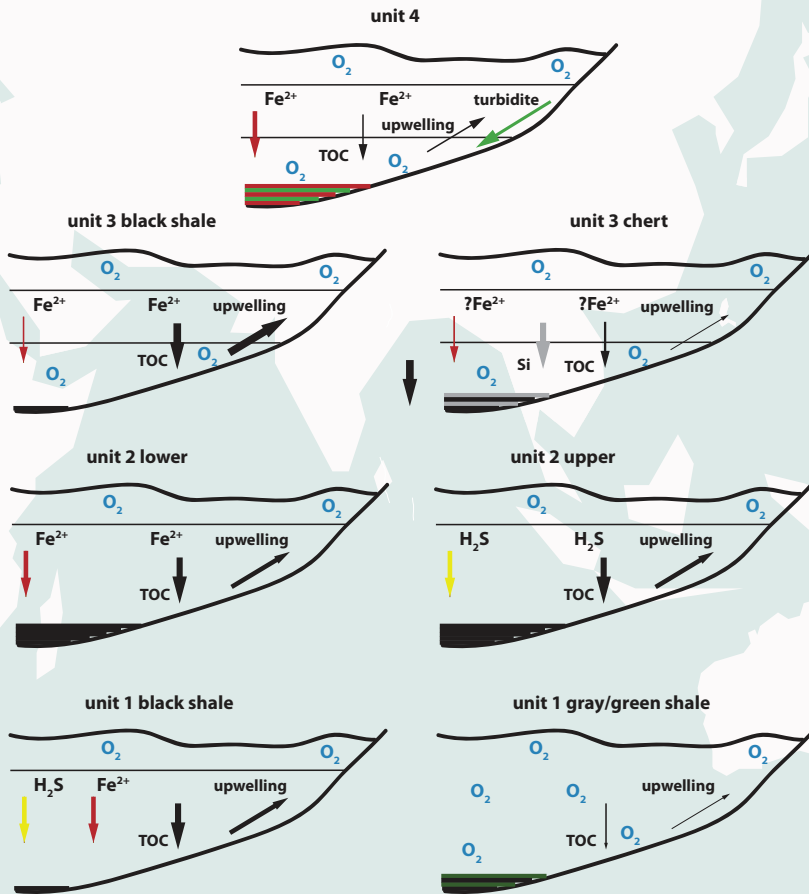 unit 4
O₂
O₂
Fe²⁺
Fe²⁺
turbidite
upwelling
TOC
O₂
O₂
unit 3 black shale
O₂
O₂
Fe²⁺
Fe²⁺
upwelling
O₂
TOC
O₂
unit 3 chert
O₂
O₂
?Fe²⁺
?Fe²⁺
upwelling
Si
TOC
O₂
O₂
unit 2 lower
O₂
O₂
Fe²⁺
Fe²⁺
upwelling
TOC
unit 2 upper
O₂
O₂
H₂S
H₂S
upwelling
TOC
unit 1 black shale
O₂
O₂
H₂S
Fe²⁺
upwelling
TOC
unit 1 gray/green shale
O₂
O₂
O₂
O₂
upwelling
TOC
O₂
O₂